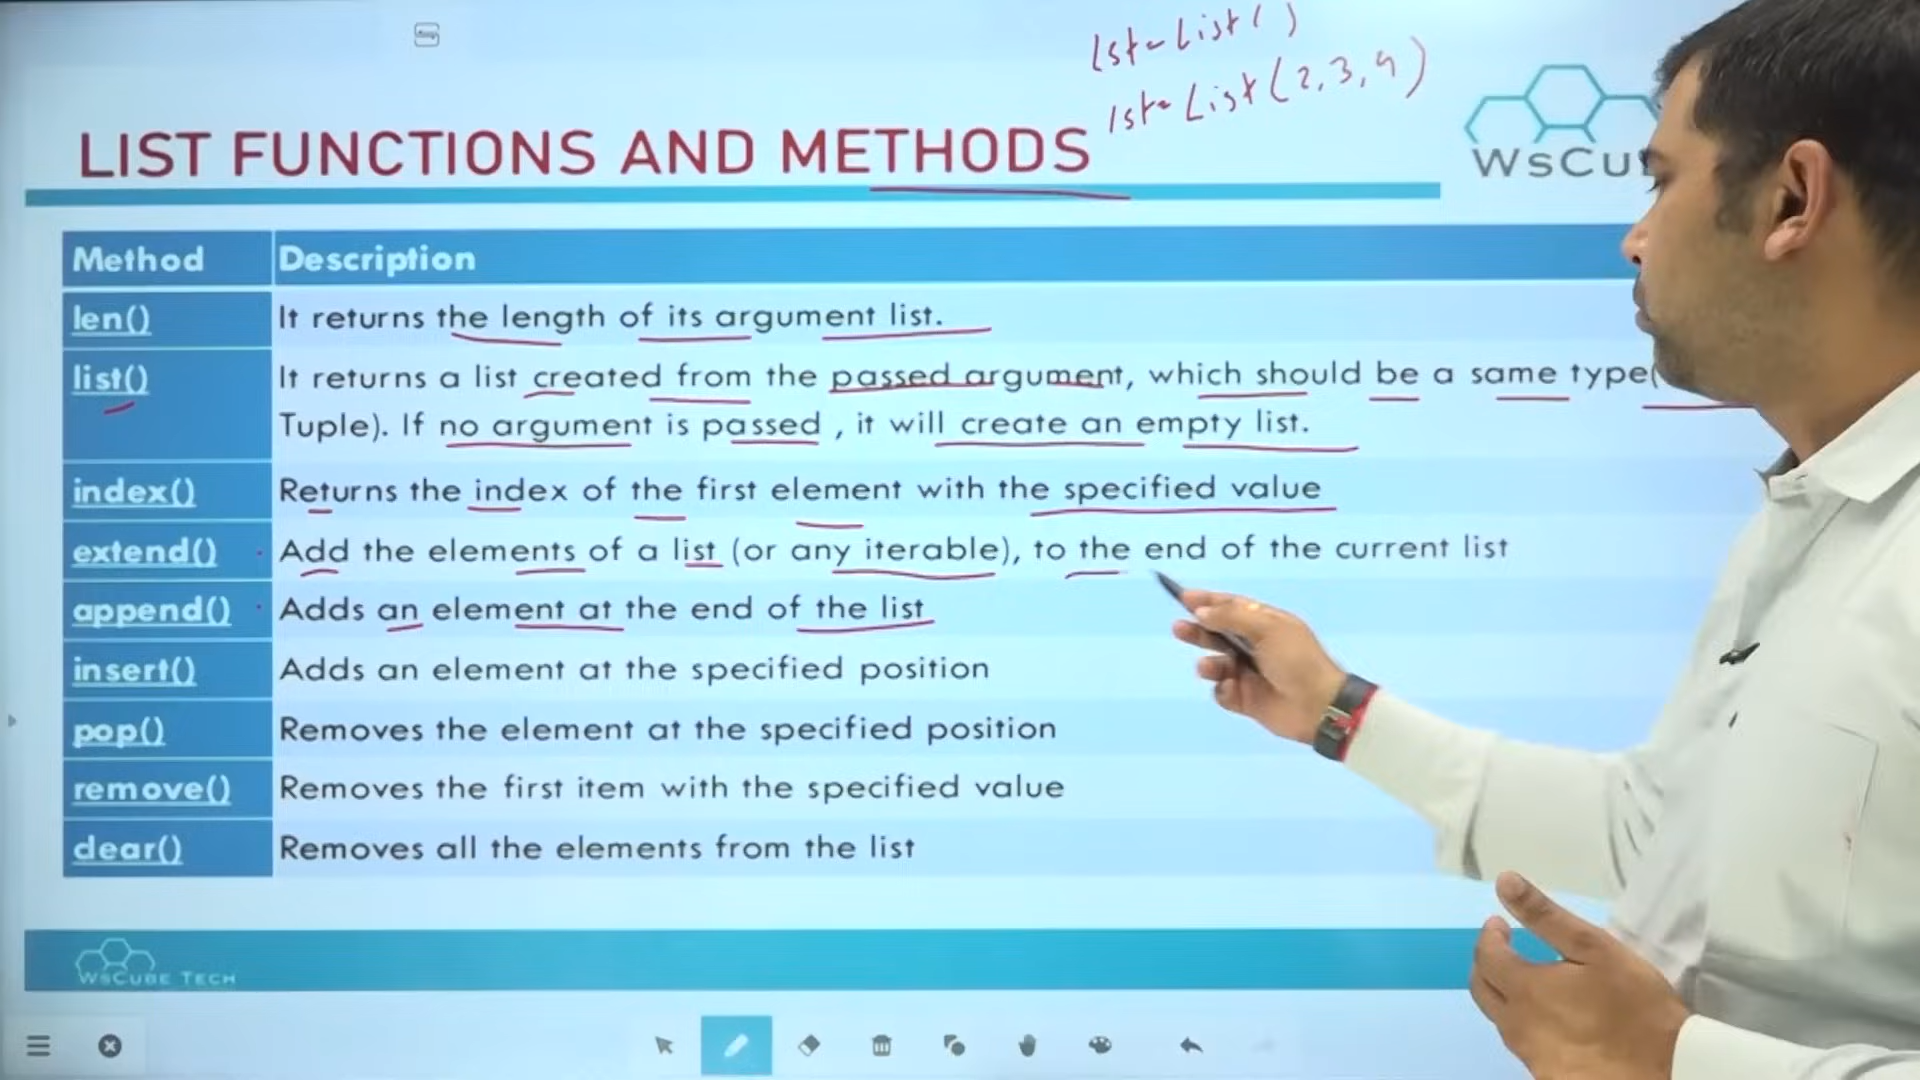 lst=List()
lst=List(2,3,4)
LIST FUNCTIONS AND METHODS
WsCu
Method Description
len() It returns the length of its argument list.
list() It returns a list created from the passed argument, which should be a same type(
Tuple). If no argument is passed , it will create an empty list.
index() Returns the index of the first element with the specified value
extend() Add the elements of a list (or any iterable), to the end of the current list
append() Adds an element at the end of the list
insert() Adds an element at the specified position
pop() Removes the element at the specified position
remove() Removes the first item with the specified value
clear() Removes all the elements from the list
WsCube Tech